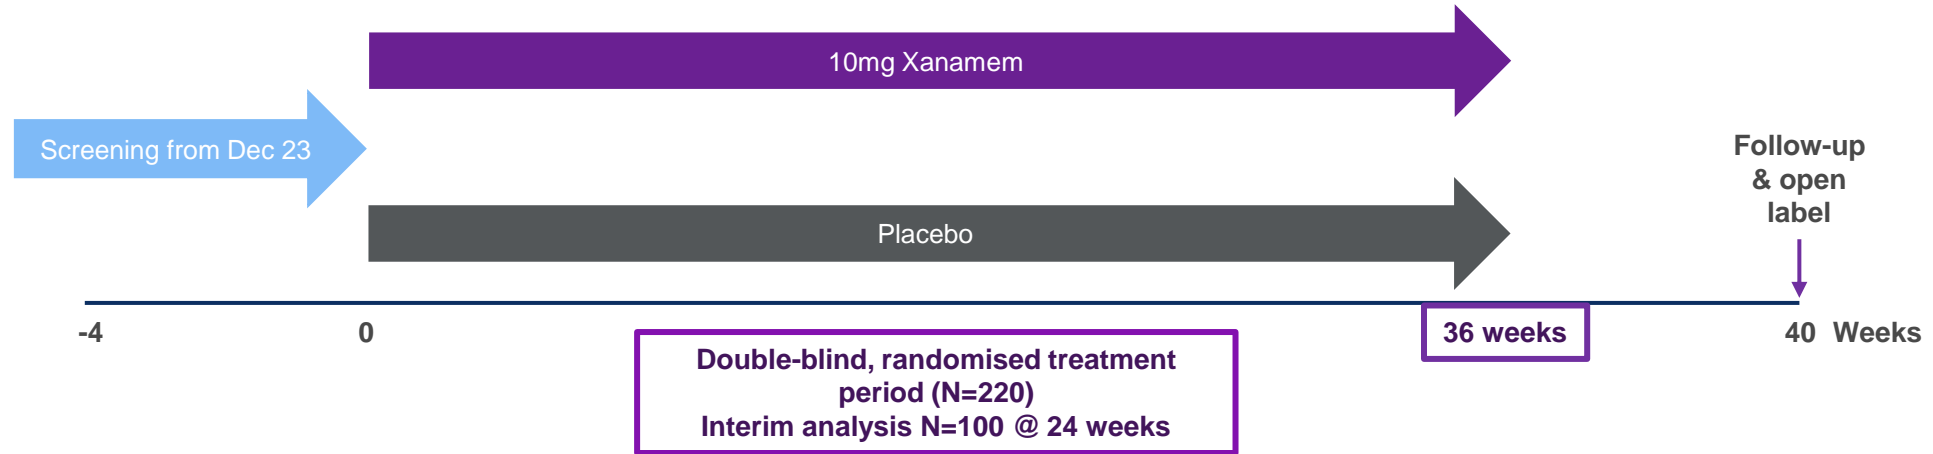 10mg Xanamem
Screening from Dec 23
Follow-up
& open
label
Placebo
-4
0
36 weeks
40 Weeks
Double-blind, randomised treatment
period (N=220)
Interim analysis N=100 @ 24 weeks